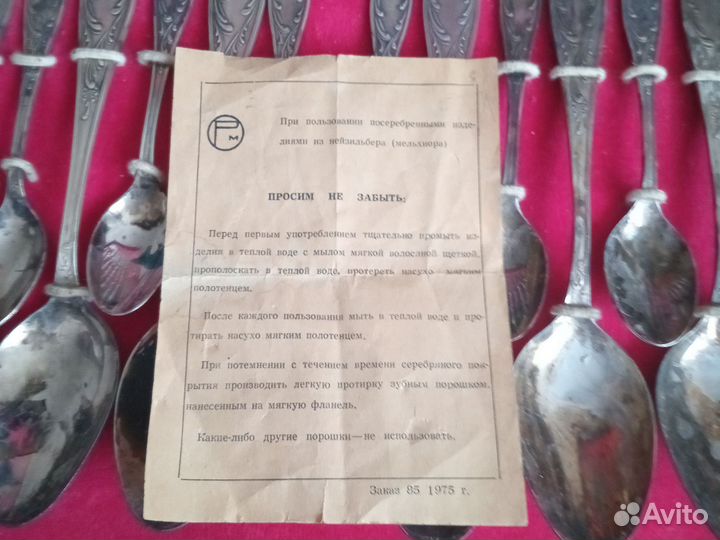 Рм
При пользовании посеребренными изде-
лиями из нейзильбера (мельхиора)
ПРОСИМ НЕ ЗАБЫТЬ:
Перед первым употреблением тщательно промыть из-
делия в теплой воде с мылом мягкой волосяной щеткой,
прополоскать в теплой воде, протереть насухо мягким
полотенцем.
После каждого пользования мыть в теплой воде и про-
тирать насухо мягким полотенцем.
При потемнении с течением времени серебряного пок-
рытия производить легкую протирку зубным порошком,
нанесенным на мягкую фланель.
Какие-либо другие порошки—не использовать.
Заказ 85 1975 г.
Avito